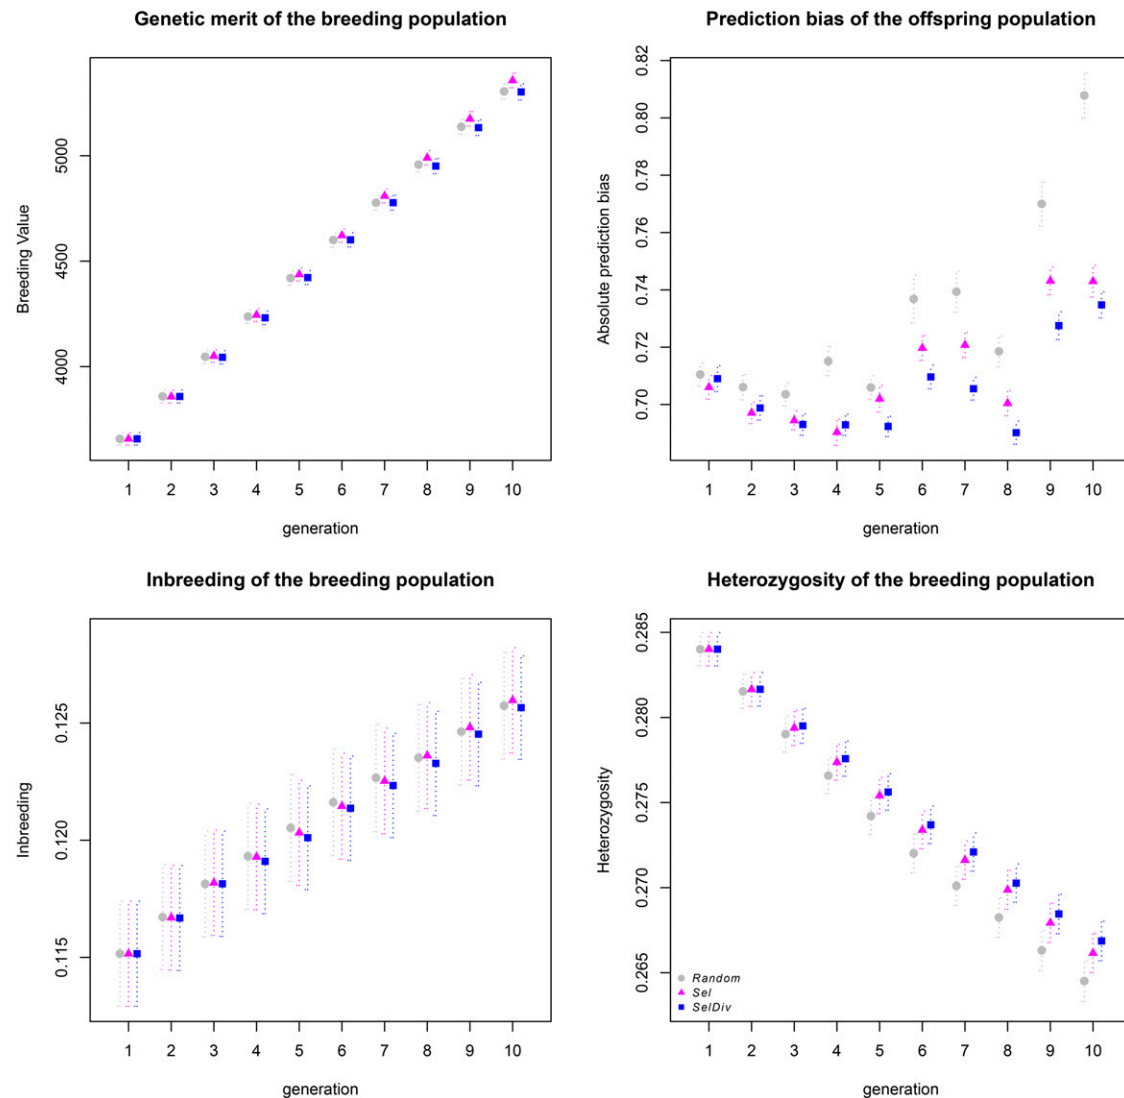 Genetic merit of the breeding population
Breeding Value
5000
4500
4000
1 2 3 4 5 6 7 8 9 10
generation
Prediction bias of the offspring population
Absolute prediction bias
0.82
0.80
0.78
0.76
0.74
0.72
0.70
1 2 3 4 5 6 7 8 9 10
generation
Inbreeding of the breeding population
Inbreeding
0.125
0.120
0.115
1 2 3 4 5 6 7 8 9 10
generation
Heterozygosity of the breeding population
Heterozygosity
0.285
0.280
0.275
0.270
0.265
Random
Sel
SelDiv
1 2 3 4 5 6 7 8 9 10
generation